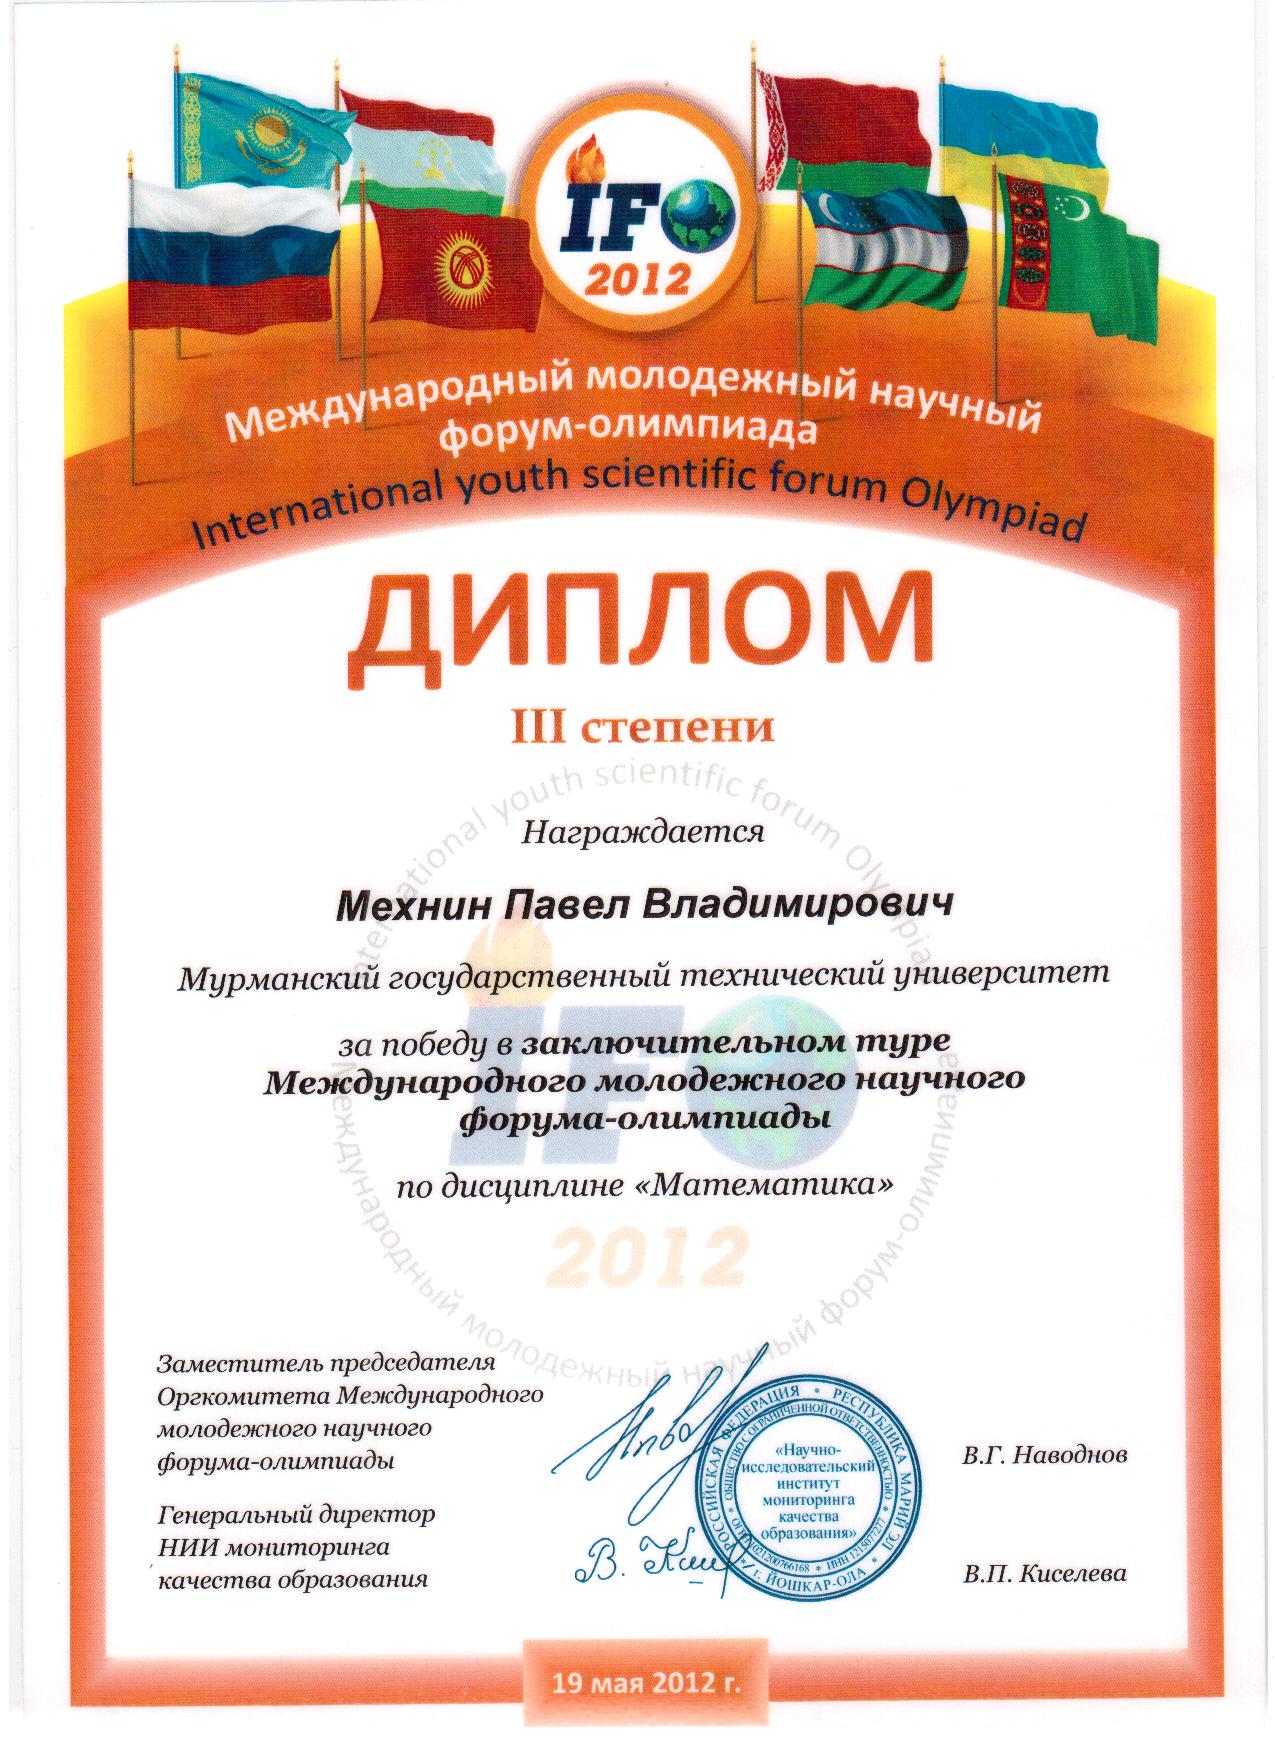 IFO
2012
Международный молодежный научный
форум-олимпиада
International youth scientific forum Olympiad
ДИПЛОМ
III степени
Награждается
Мехнин Павел Владимирович
Мурманский государственный технический университет
за победу в заключительном туре
Международного молодежного научного
форума-олимпиады
по дисциплине «Математика»
International youth scientific forum Olympia
IFO
2012
Международный молодежный научный форум-олимпиада
Заместитель председателя
Оргкомитета Международного
молодежного научного
форума-олимпиады
В.Г. Наводнов
Генеральный директор
НИИ мониторинга
качества образования
В.П. Киселева
РОССИЙСКАЯ ФЕДЕРАЦИЯ * РЕСПУБЛИКА МАРИЙ ЭЛ * г. ЙОШКАР-ОЛА *
ОБЩЕСТВО С ОГРАНИЧЕННОЙ ОТВЕТСТВЕННОСТЬЮ * ИНН 1215077277 *
«Научно-
исследовательский
институт
мониторинга
качества
образования»
19 мая 2012 г.